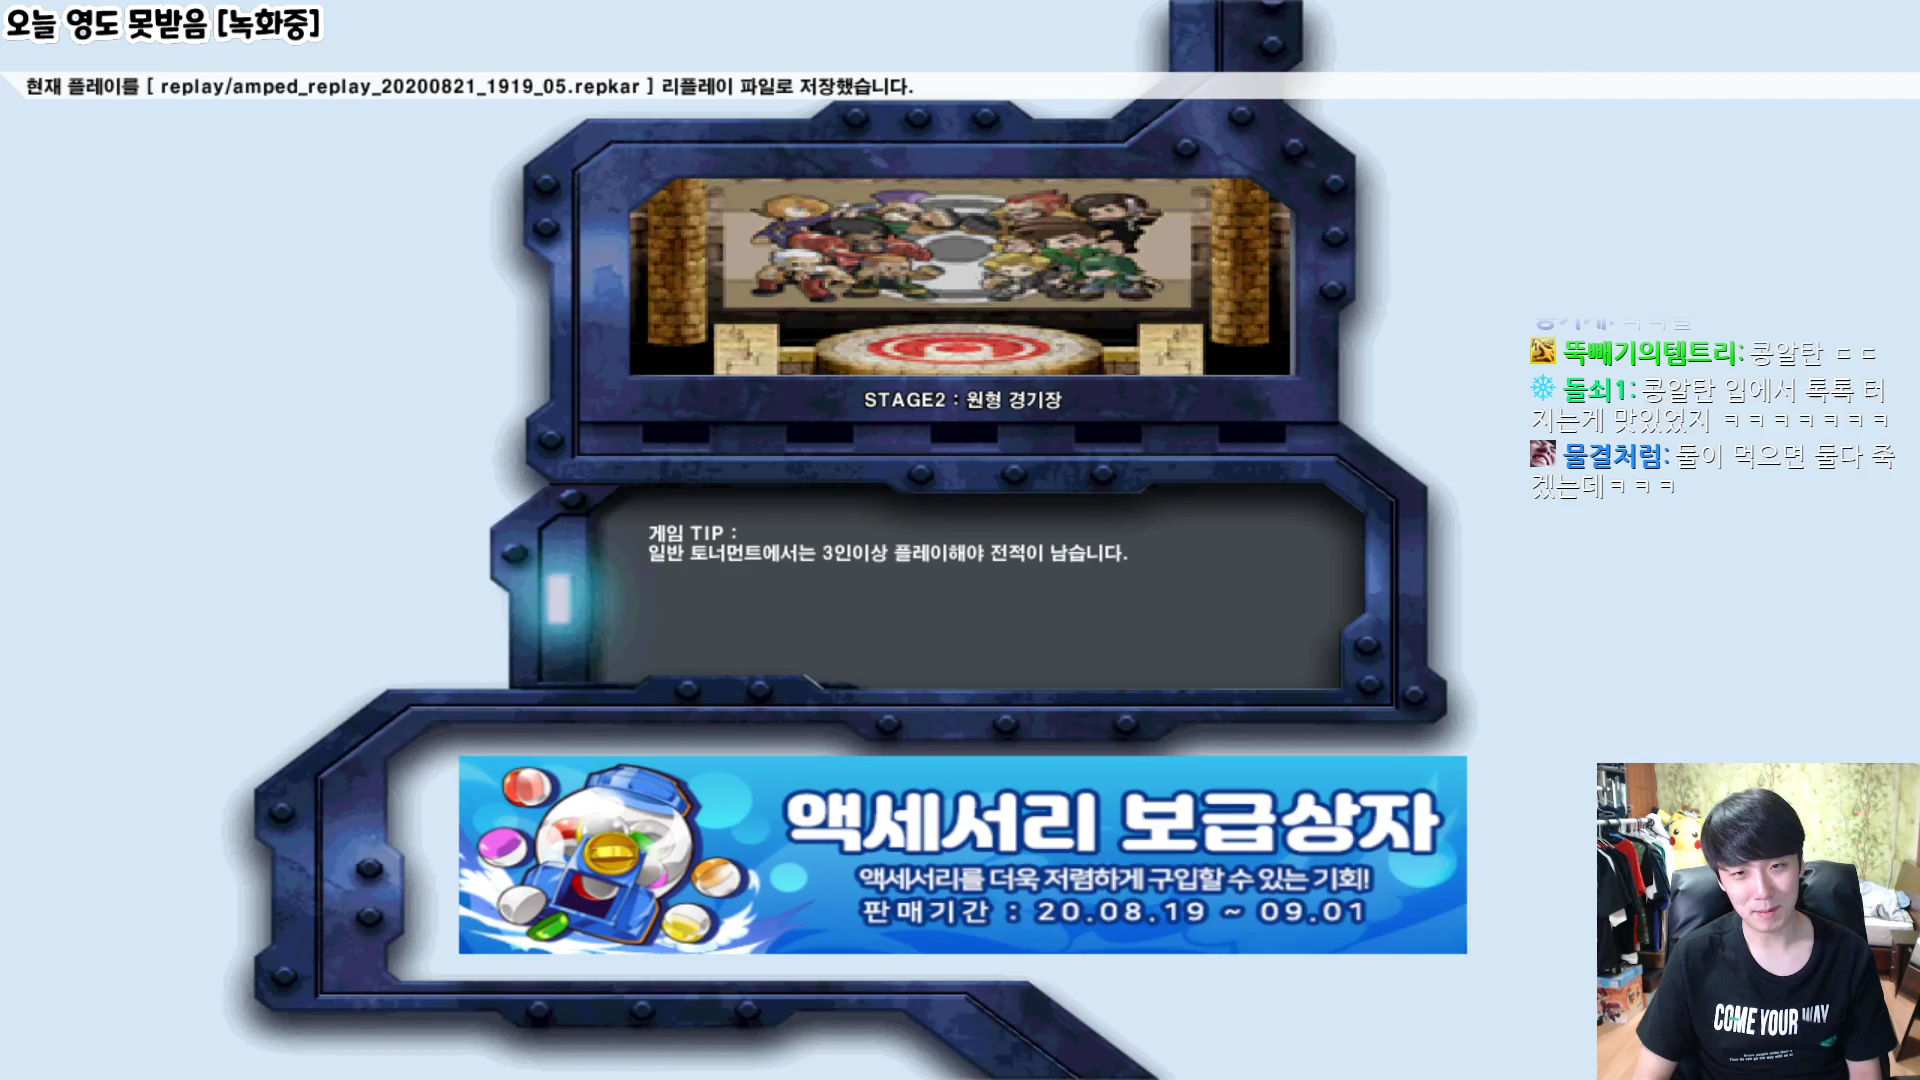 오늘 영도 못받음 [녹화중]
현재 플레이를 [ replay/amped_replay_20200821_1919_05.repkar ] 리플레이 파일로 저장했습니다.
STAGE2 : 원형 경기장
뚝빼기의템트리: 콩알탄 ㄷㄷ
돌쇠1: 콩알탄 입에서 톡톡 터
지는게 맛있었지 ㅋㅋㅋㅋㅋㅋㅋ
물결처럼: 둘이 먹으면 둘다 죽
겠는데ㅋㅋㅋ
게임 TIP :
일반 토너먼트에서는 3인이상 플레이해야 전적이 남습니다.
액세서리 보급상자
액세서리를 더욱 저렴하게 구입할 수 있는 기회!
판매기간 : 20.08.19 ~ 09.01
COME YOUR WAY